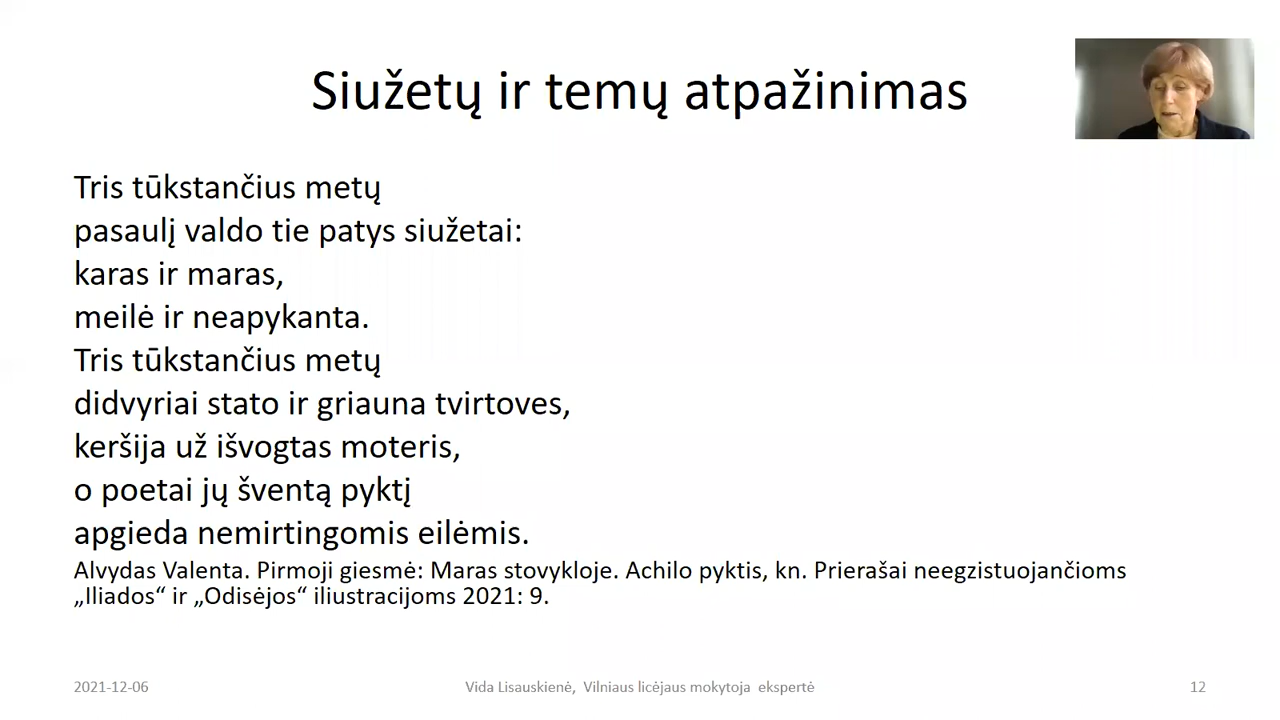 Siužetų ir temų atpažinimas
Tris tūkstančius metų
pasaulį valdo tie patys siužetai:
karas ir maras,
meilė ir neapykanta.
Tris tūkstančius metų
didvyriai stato ir griauna tvirtoves,
keršija už išvogtas moteris,
o poetai jų šventą pyktį
apgieda nemirtingomis eilėmis.
Alvydas Valenta. Pirmoji giesmė: Maras stovykloje. Achilo pyktis, kn. Prierašai neegzistuojančioms
„Iliados“ ir „Odisėjos“ iliustracijoms 2021: 9.
2021-12-06
Vida Lisauskienė,  Vilniaus licėjaus mokytoja  ekspertė
12